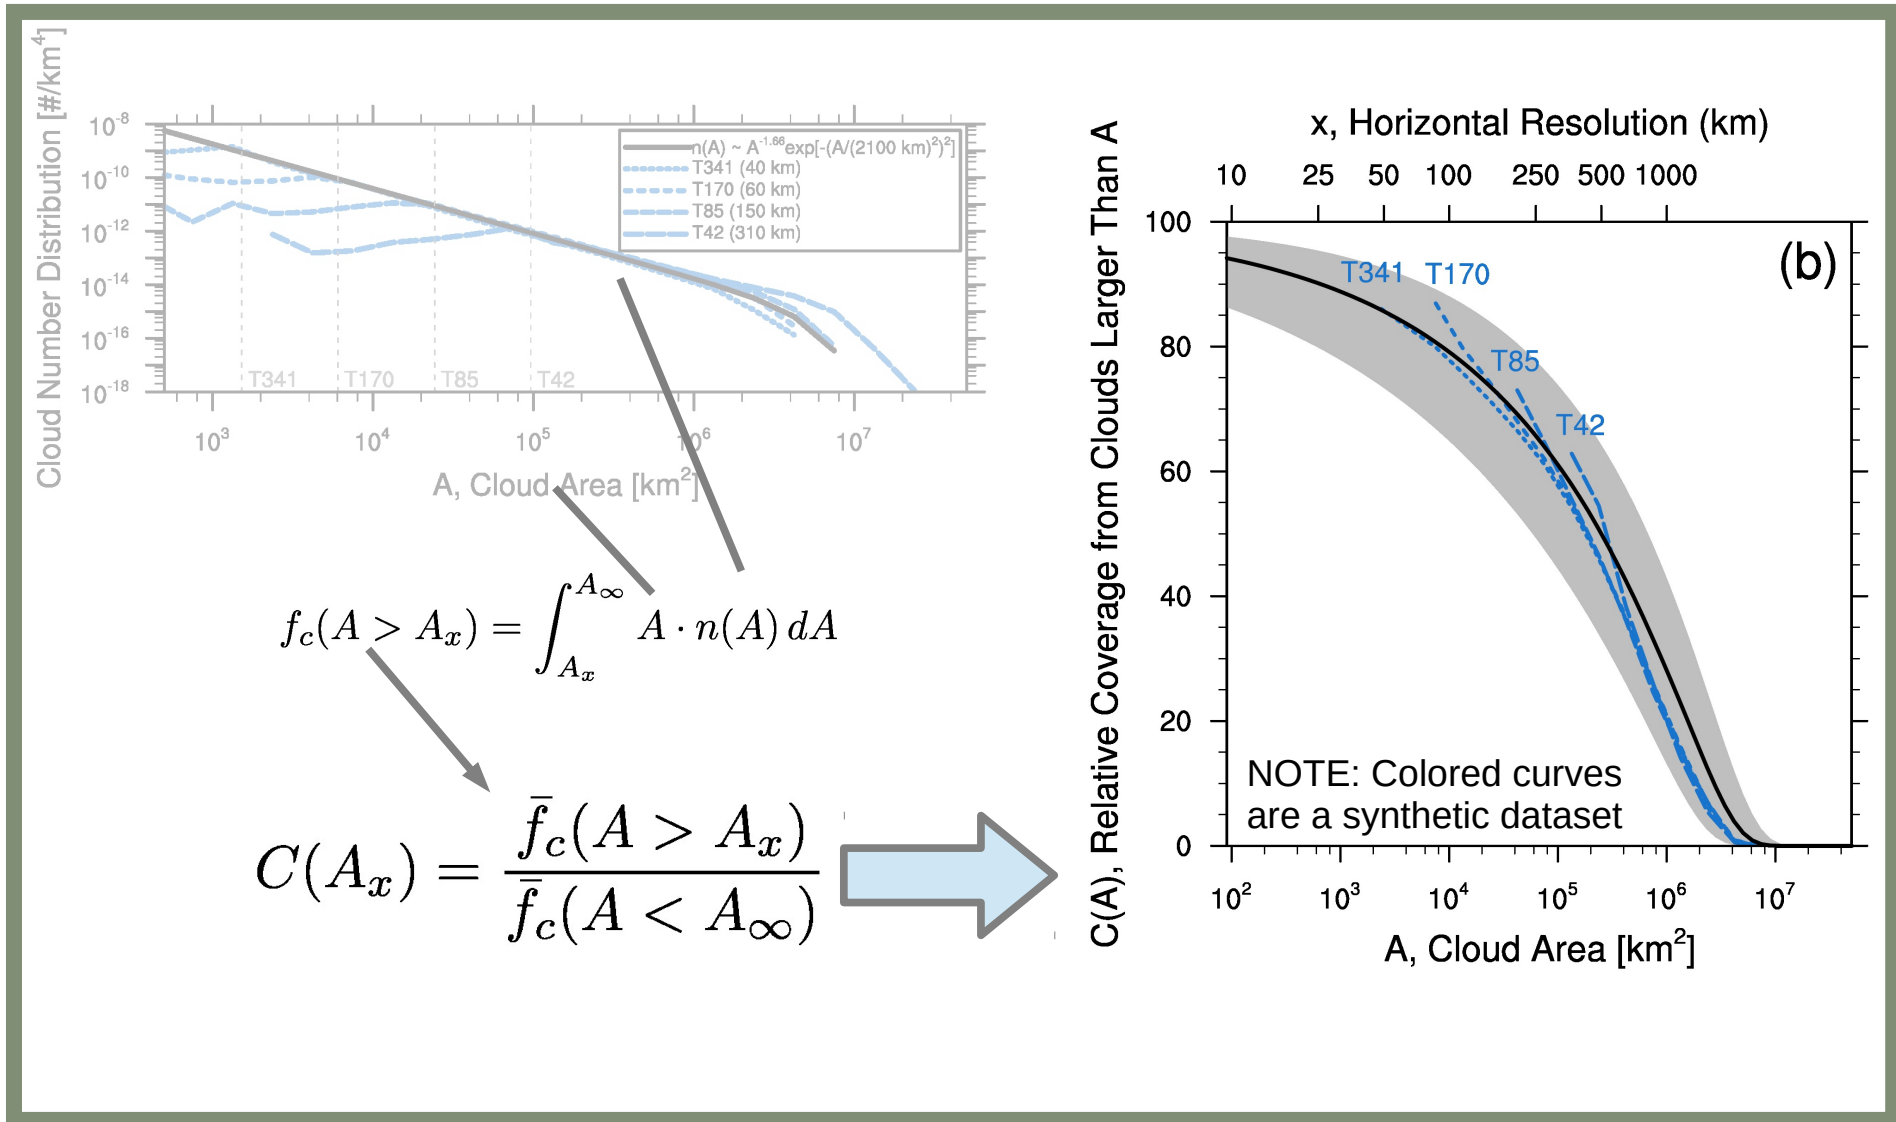 Cloud Number Distribution [#/km⁴]
10⁻⁸
10⁻¹⁰
10⁻¹²
10⁻¹⁴
10⁻¹⁶
10⁻¹⁸
n(A) ~ A⁻¹·⁶⁶exp[-(A/(2100 km)²)²]
T341 (40 km)
T170 (60 km)
T85 (150 km)
T42 (310 km)
T341 T170 T85 T42
10³ 10⁴ 10⁵ 10⁶ 10⁷
A, Cloud Area [km²]
f_c(A > A_x) = ∫_{A_x}^{A_∞} A · n(A) dA
C(A_x) = f̄_c(A > A_x) / f̄_c(A < A_∞)
x, Horizontal Resolution (km)
10 25 50 100 250 500 1000
C(A), Relative Coverage from Clouds Larger Than A
100
80
60
40
20
0
(b)
T341 T170
T85
T42
NOTE: Colored curves
are a synthetic dataset
10² 10³ 10⁴ 10⁵ 10⁶ 10⁷
A, Cloud Area [km²]